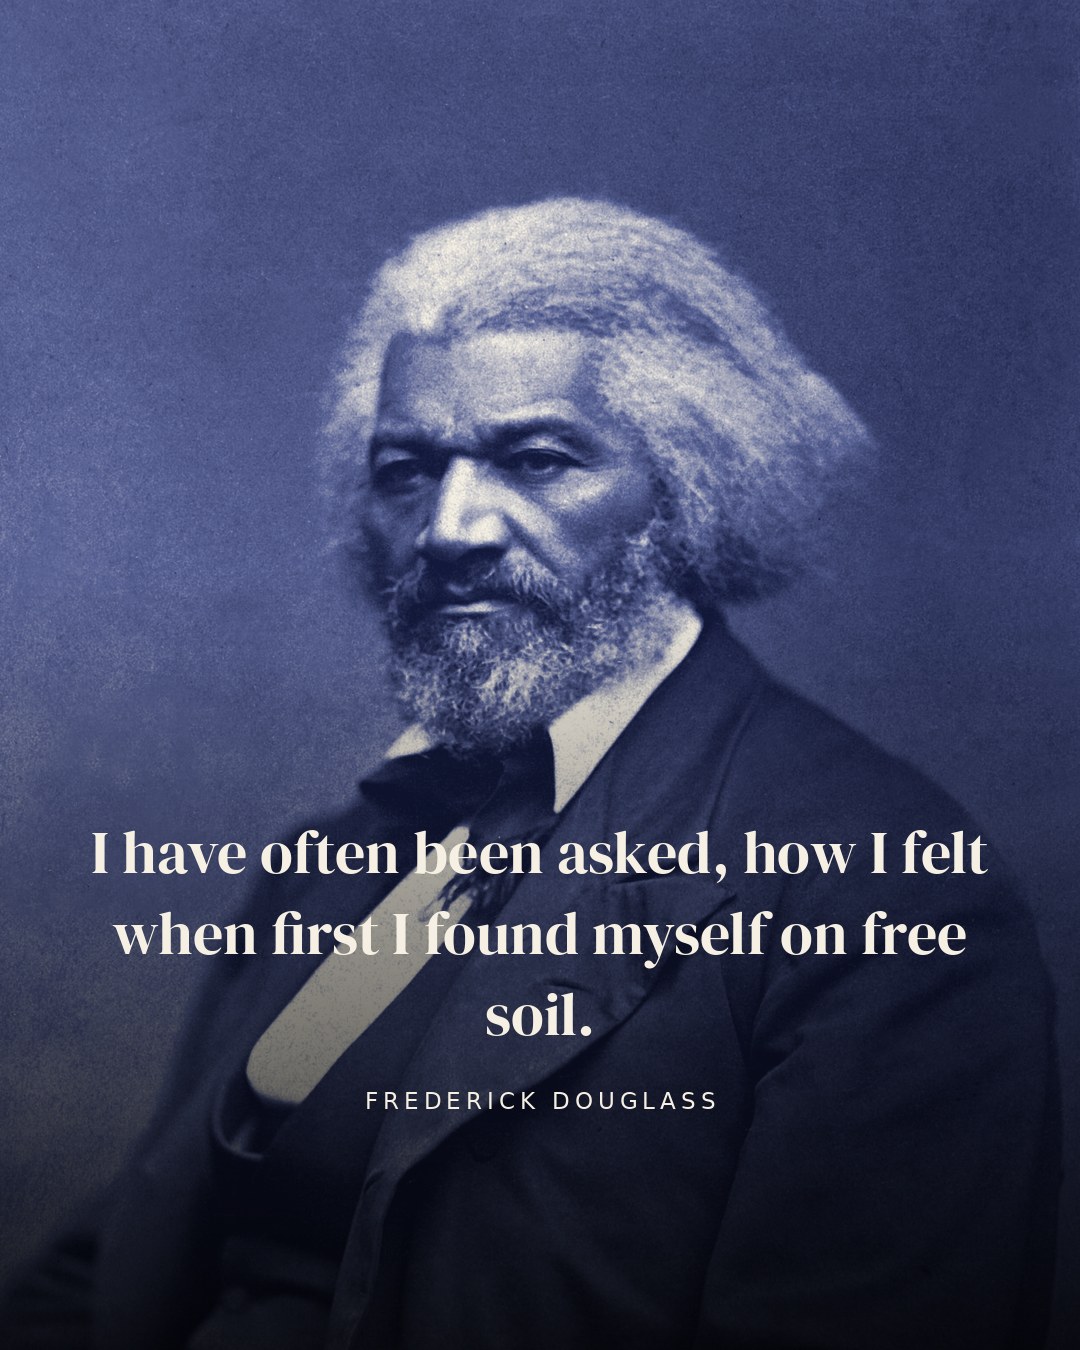 I have often been asked, how I felt
when first I found myself on free
soil.
FREDERICK DOUGLASS